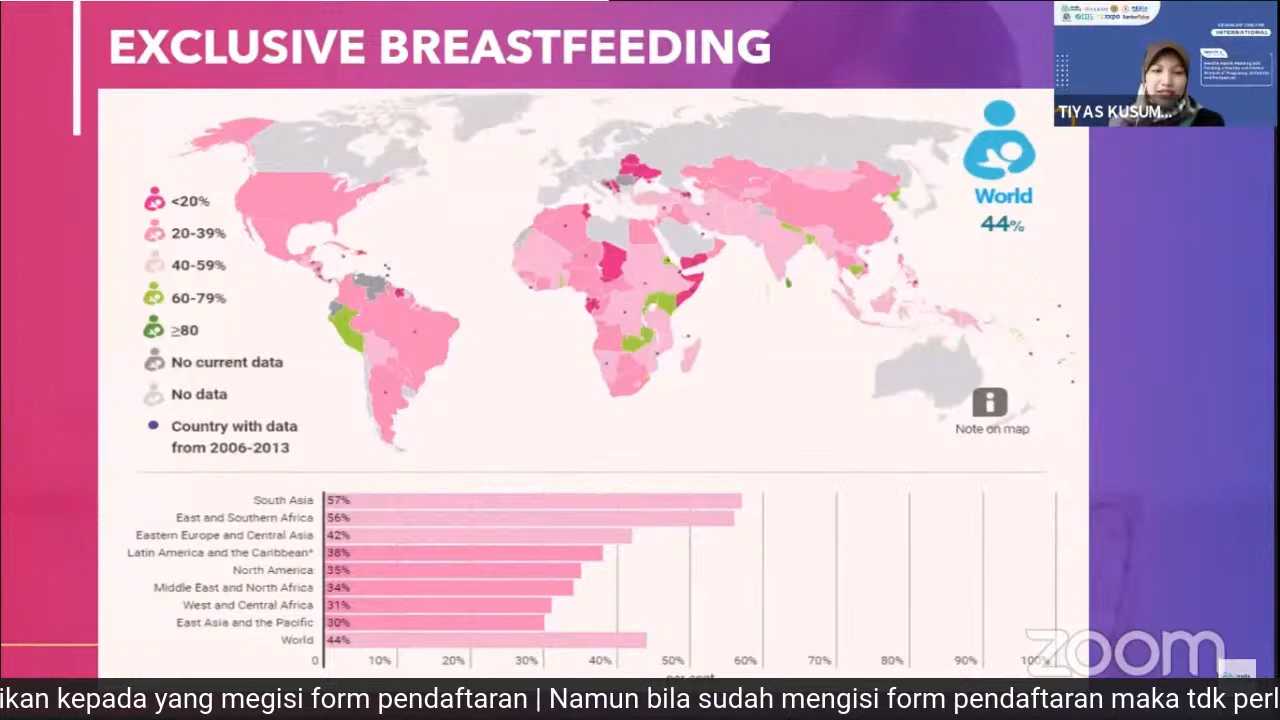 EXCLUSIVE BREASTFEEDING
INTERNATIONAL
TIYAS KUSUM...
World
44%
<20%
20-39%
40-59%
60-79%
≥80
No current data
No data
Country with data
from 2006-2013
Note on map
South Asia 57%
East and Southern Africa 56%
Eastern Europe and Central Asia 42%
Latin America and the Caribbean* 38%
North America 35%
Middle East and North Africa 34%
West and Central Africa 31%
East Asia and the Pacific 30%
World 44%
0 10% 20% 30% 40% 50% 60% 70% 80% 90% 100%
zoom
ikan kepada yang megisi form pendaftaran | Namun bila sudah mengisi form pendaftaran maka tdk perl